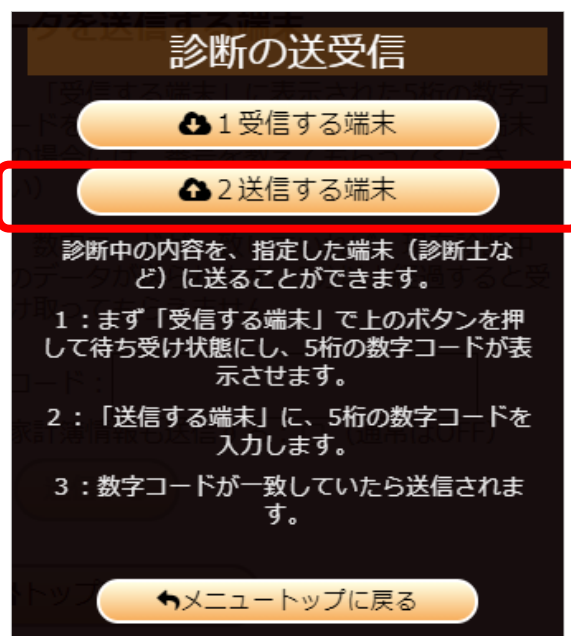 診断の送受信
1受信する端末
2送信する端末
診断中の内容を、指定した端末（診断士な
ど）に送ることができます。
1：まず「受信する端末」で上のボタンを押
して待ち受け状態にし、5桁の数字コードが表
示させます。
2：「送信する端末」に、5桁の数字コードを
入力します。
3：数字コードが一致していたら送信されま
す。
メニュートップに戻る